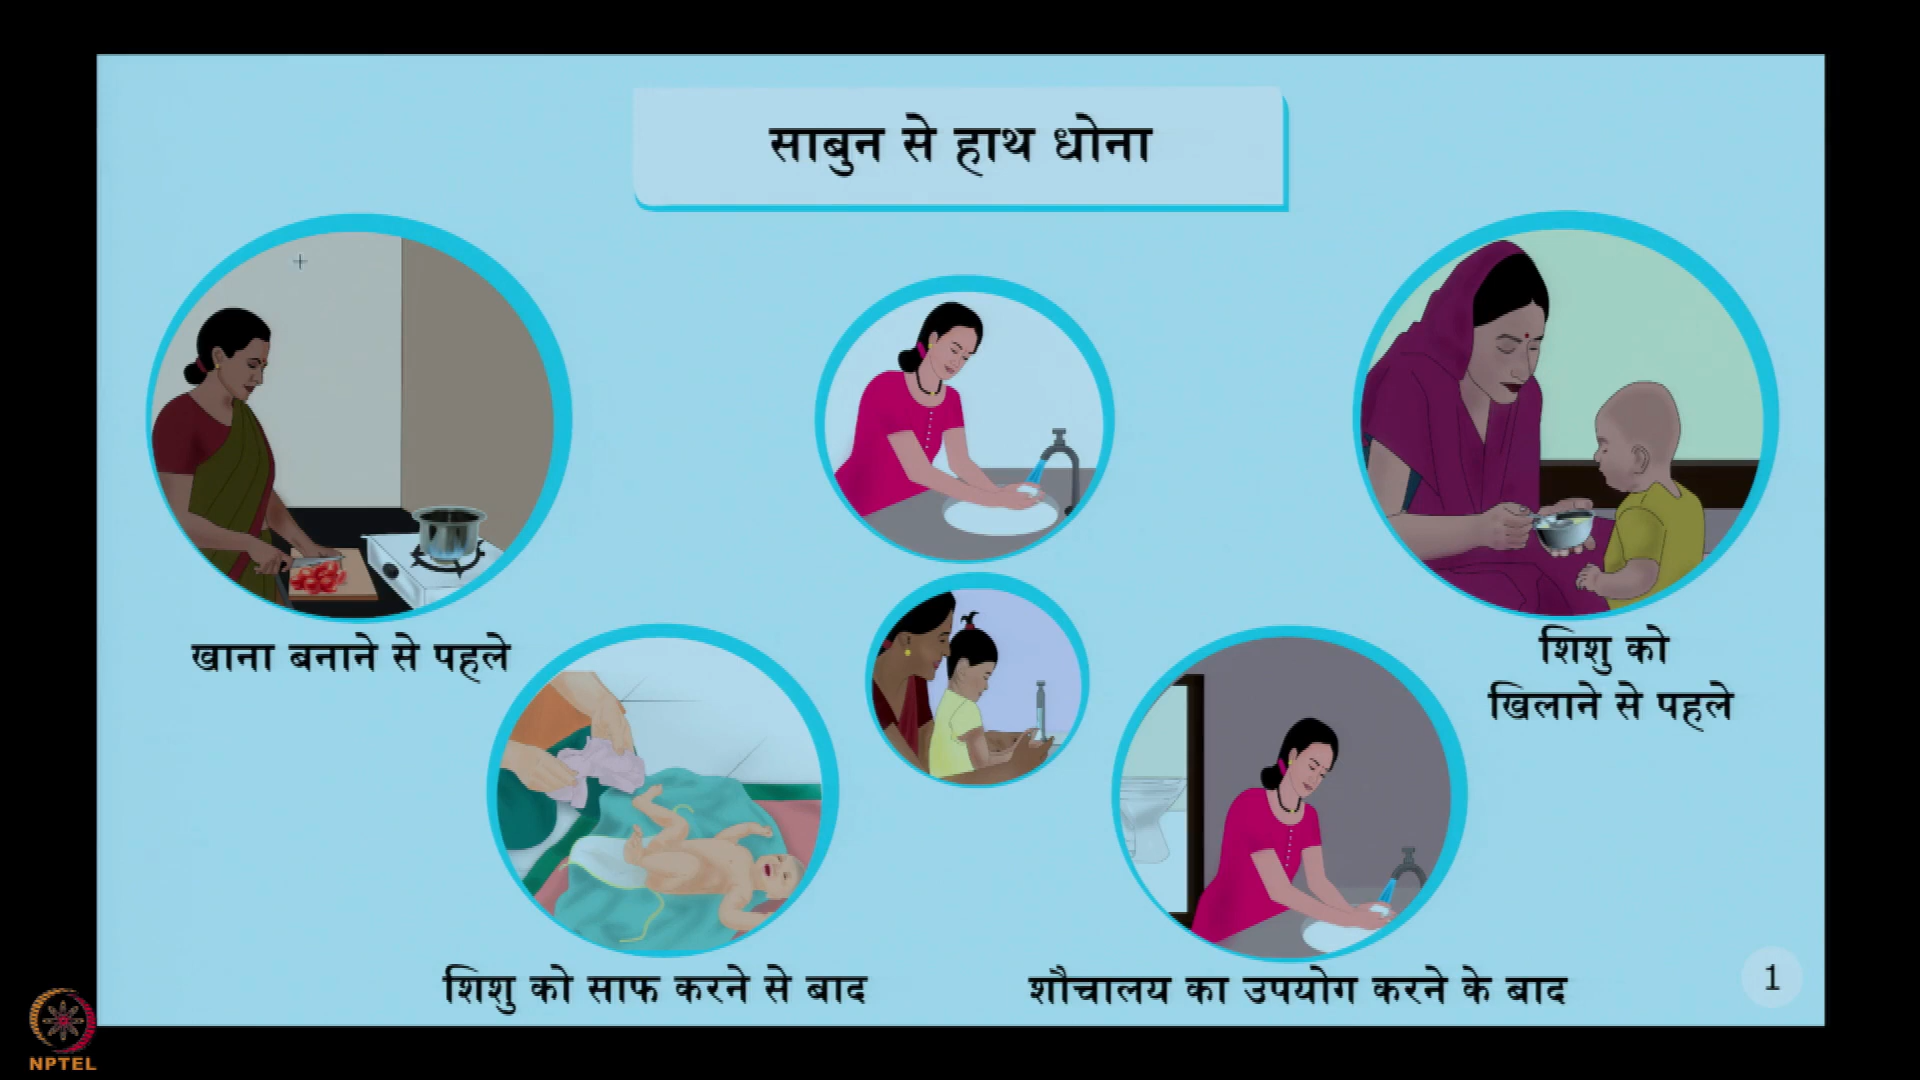 साबुन से हाथ धोना
खाना बनाने से पहले
शिशु को
खिलाने से पहले
शिशु को साफ करने से बाद
शौचालय का उपयोग करने के बाद
1
NPTEL